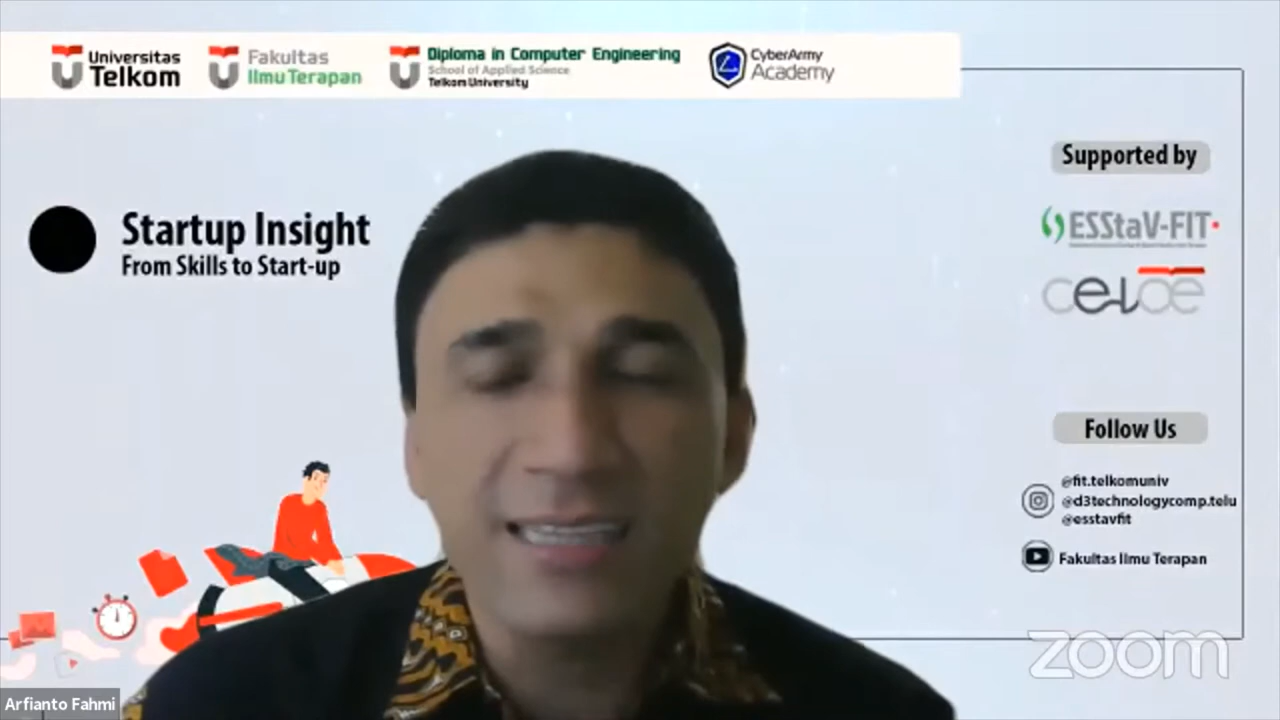 Universitas
Telkom
Fakultas
Ilmu Terapan
Diploma in Computer Engineering
School of Applied Science
Telkom University
CyberArmy
Academy
Supported by
ESStaV-FIT
celoe
Startup Insight
From Skills to Start-up
Follow Us
@fit.telkomuniv
@d3technologycomp.telu
@esstavfit
Fakultas Ilmu Terapan
zoom
Arfianto Fahmi